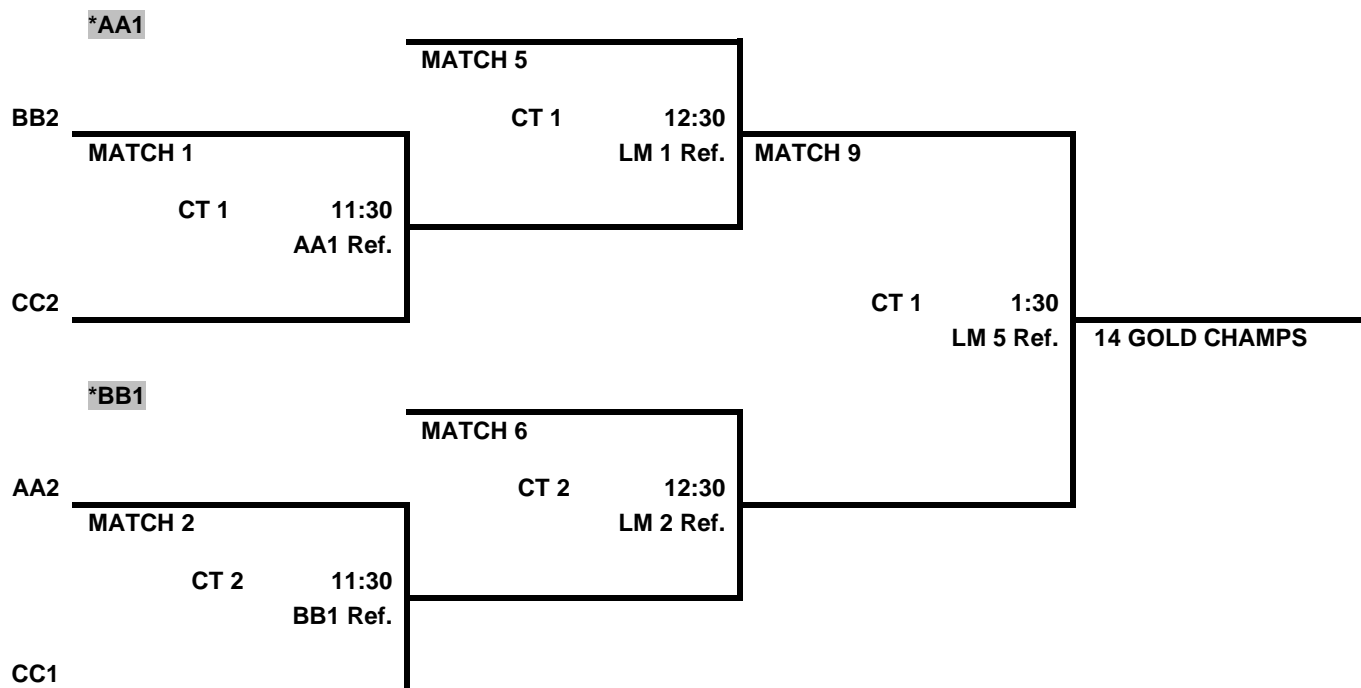 *AA1
MATCH 5
BB2 CT 1 12:30
MATCH 1 LM 1 Ref. MATCH 9
CT 1 11:30
AA1 Ref.
CC2 CT 1 1:30
LM 5 Ref. 14 GOLD CHAMPS
*BB1
MATCH 6
AA2 CT 2 12:30
MATCH 2 LM 2 Ref.
CT 2 11:30
BB1 Ref.
CC1